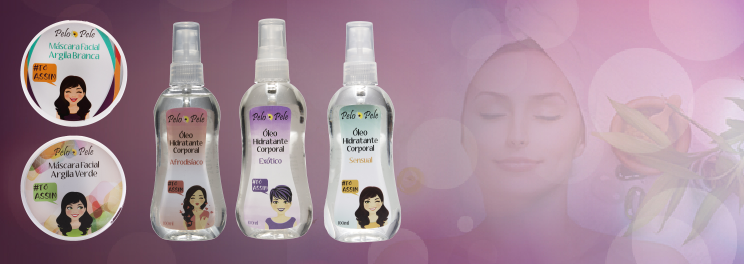 Pelo + Pele
Máscara Facial
Argila Branca
#TÔ
ASSIM
Pelo + Pele
Máscara Facial
Argila Verde
#TÔ
ASSIM
Pelo + Pele
Óleo
Hidratante
Corporal
Afrodisíaco
#TÔ
ASSIM
Pelo + Pele
Óleo
Hidratante
Corporal
Exótico
#TÔ
ASSIM
Pelo + Pele
Óleo
Hidratante
Corporal
Sensual
#TÔ
ASSIM
100ml